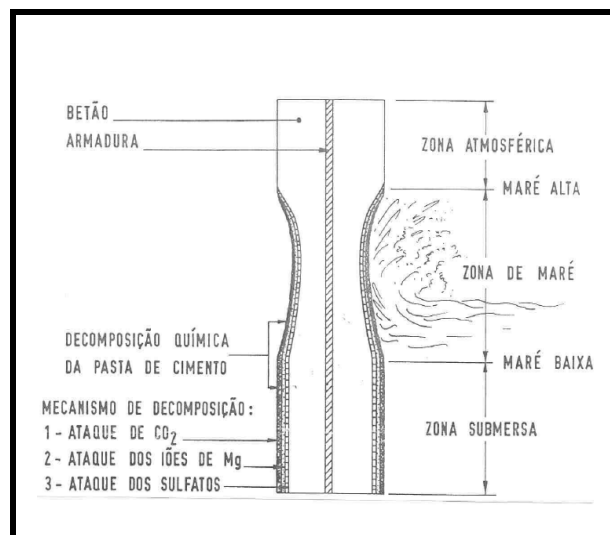 BETÃO
ARMADURA
ZONA ATMOSFÉRICA
MARÉ ALTA
ZONA DE MARÉ
DECOMPOSIÇÃO QUÍMICA
DA PASTA DE CIMENTO
MARÉ BAIXA
MECANISMO DE DECOMPOSIÇÃO:
1 - ATAQUE DE CO₂
2 - ATAQUE DOS IÕES DE Mg
3 - ATAQUE DOS SULFATOS
ZONA SUBMERSA